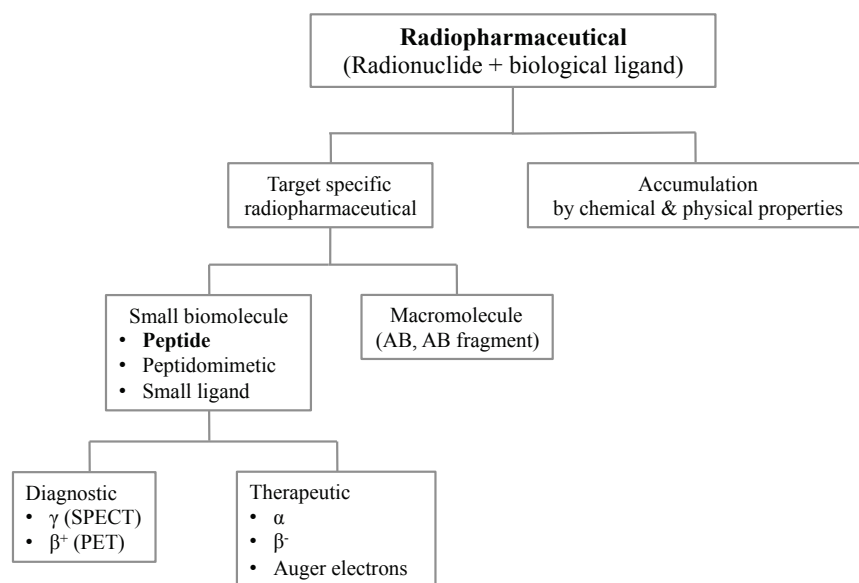 Radiopharmaceutical
(Radionuclide + biological ligand)
Target specific
radiopharmaceutical
Accumulation
by chemical & physical properties
Small biomolecule
• Peptide
• Peptidomimetic
• Small ligand
Macromolecule
(AB, AB fragment)
Diagnostic
• γ (SPECT)
• β⁺ (PET)
Therapeutic
• α
• β⁻
• Auger electrons